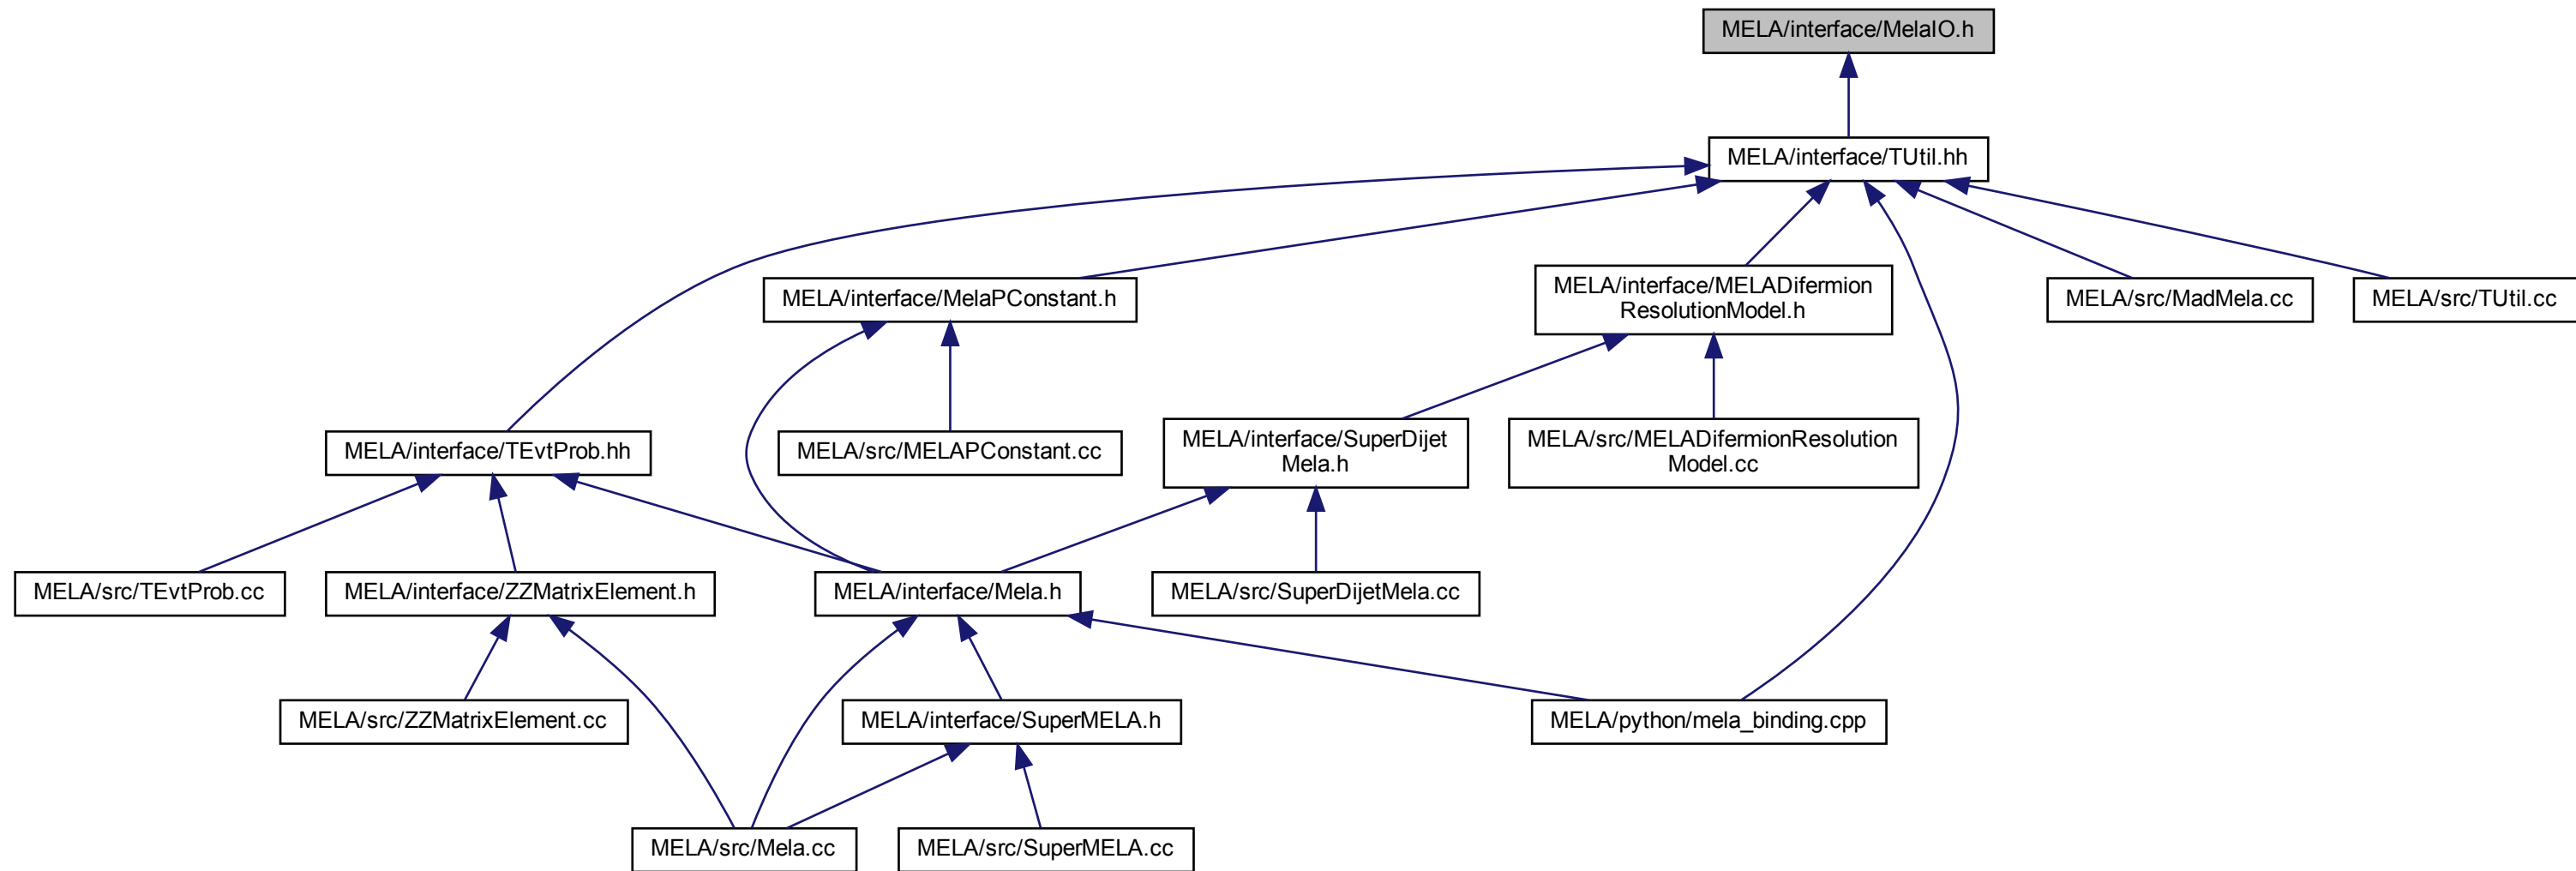 MELA/interface/MelaIO.h
MELA/interface/TUtil.hh
MELA/interface/MelaPConstant.h
MELA/interface/MELADifermion
ResolutionModel.h
MELA/src/MadMela.cc
MELA/src/TUtil.cc
MELA/interface/TEvtProb.hh
MELA/src/MELAPConstant.cc
MELA/interface/SuperDijet
Mela.h
MELA/src/MELADifermionResolution
Model.cc
MELA/src/TEvtProb.cc
MELA/interface/ZZMatrixElement.h
MELA/interface/Mela.h
MELA/src/SuperDijetMela.cc
MELA/src/ZZMatrixElement.cc
MELA/interface/SuperMELA.h
MELA/python/mela_binding.cpp
MELA/src/Mela.cc
MELA/src/SuperMELA.cc